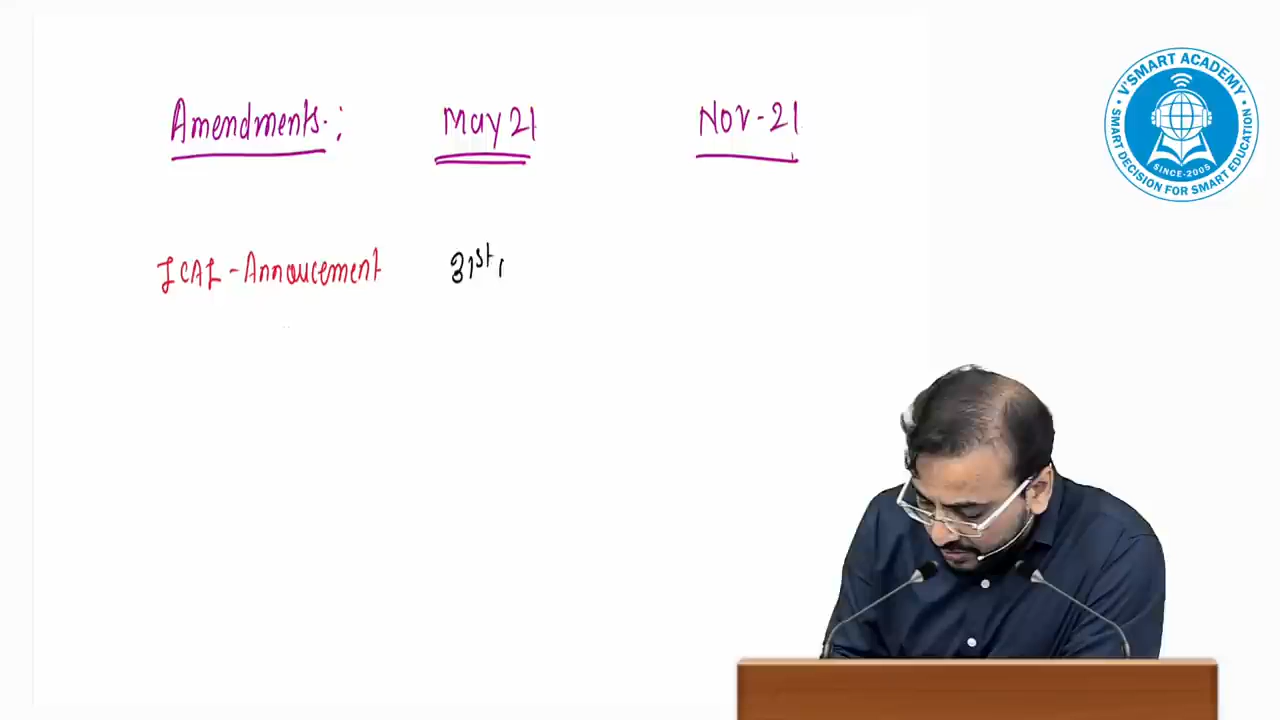 Amendments. : May 21 Nov-21
ICAI - Annoucement 31st
V'SMART ACADEMY
SINCE-2005
SMART DECISION FOR SMART EDUCATION